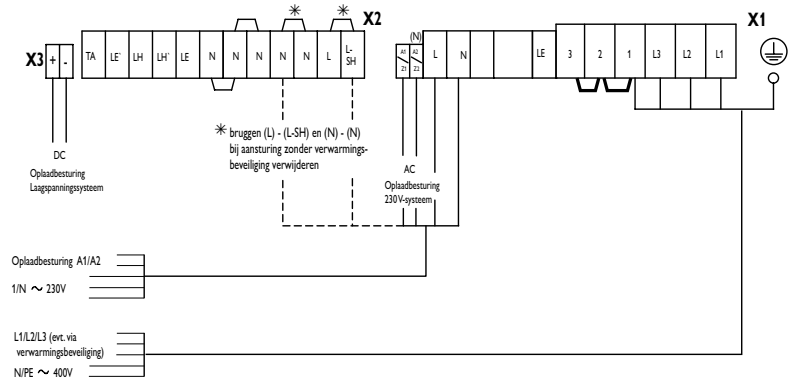 ✳ ✳ X2 (N) X1
X3 + - TA LE` LH LH` LE N N N N N L L-SH A1 Z1 A2 Z2 L N LE 3 2 1 L3 L2 L1
✳ bruggen (L) - (L-SH) en (N) - (N)
bij aansturing zonder verwarmings-
beveiliging verwijderen
DC
Oplaadbesturing
Laagspanningssysteem
AC
Oplaadbesturing
230V-systeem
Oplaadbesturing A1/A2
1/N ~ 230V
L1/L2/L3 (evt. via
verwarmingsbeveiliging)
N/PE ~ 400V